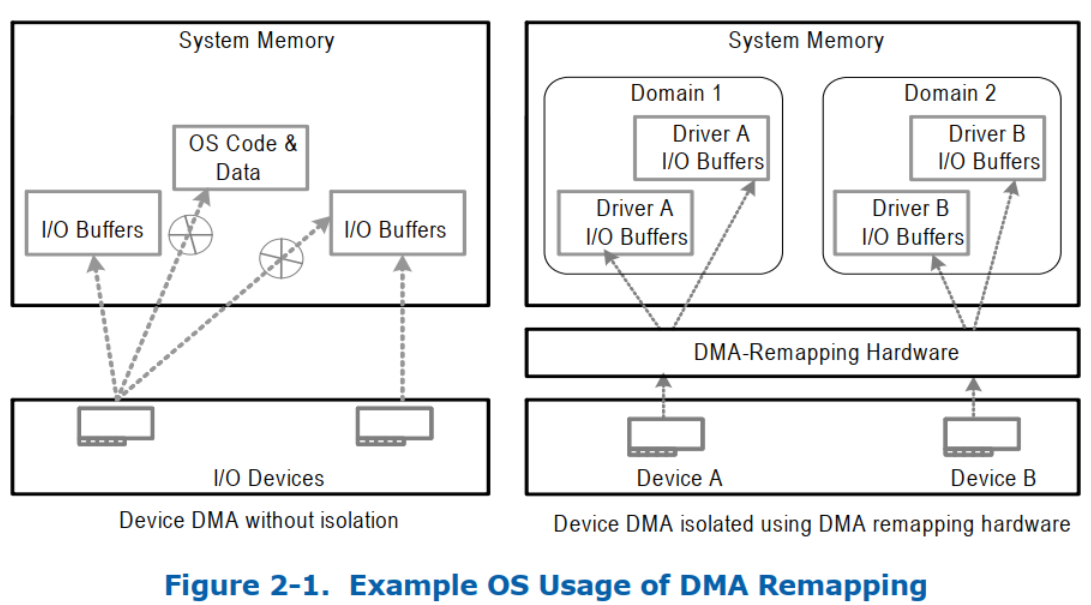 System Memory
OS Code &
Data
I/O Buffers
I/O Buffers
I/O Devices
Device DMA without isolation
System Memory
Domain 1
Driver A
I/O Buffers
Driver A
I/O Buffers
Domain 2
Driver B
I/O Buffers
Driver B
I/O Buffers
DMA-Remapping Hardware
Device A
Device B
Device DMA isolated using DMA remapping hardware
Figure 2-1. Example OS Usage of DMA Remapping